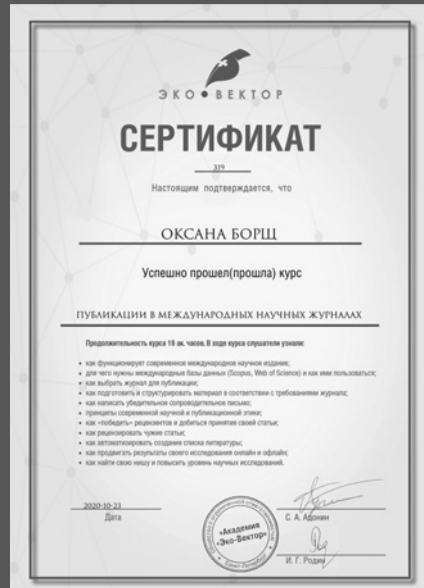 ЭКО•ВЕКТОР
СЕРТИФИКАТ
319
Настоящим подтверждается, что
ОКСАНА БОРЩ
Успешно прошел(прошла) курс
ПУБЛИКАЦИИ В МЕЖДУНАРОДНЫХ НАУЧНЫХ ЖУРНАЛАХ
Продолжительность курса 16 ак. часов. В ходе курса слушатели узнали:
• как функционирует современное международное научное издание;
• для чего нужны международные базы данных (Scopus, Web of Science) и как ими пользоваться;
• как выбрать журнал для публикации;
• как подготовить и структурировать материал в соответствии с требованиями журнала;
• как написать убедительное сопроводительное письмо;
• принципы современной научной и публикационной этики;
• как «победить» рецензентов и добиться принятия своей статьи;
• как рецензировать чужие статьи;
• как автоматизировать создание списка литературы;
• как продвигать результаты своего исследования онлайн и офлайн;
• как найти свою нишу и повысить уровень научных исследований.
2020-10-23
Дата
С. А. Адонин
«Академия
«Эко-Вектор»
Санкт-Петербург
И. Г. Родин